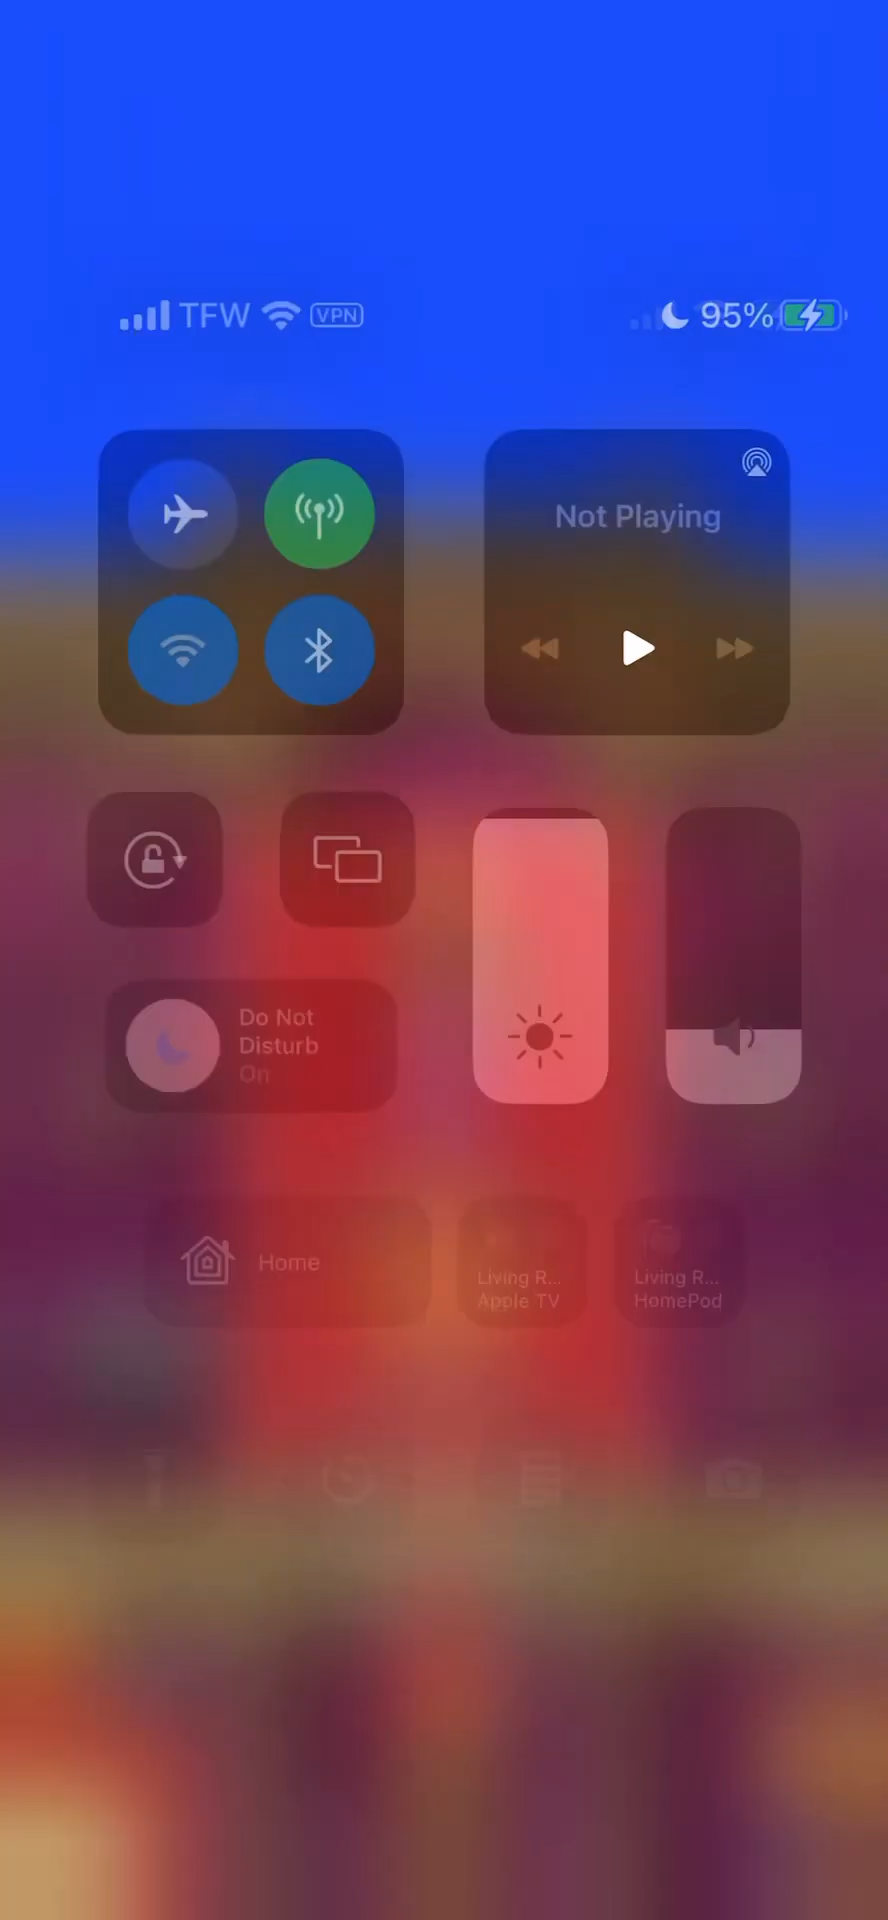 TFW VPN 95%
Not Playing
Do Not
Disturb
On
Home
Living R...
Apple TV
Living R...
HomePod